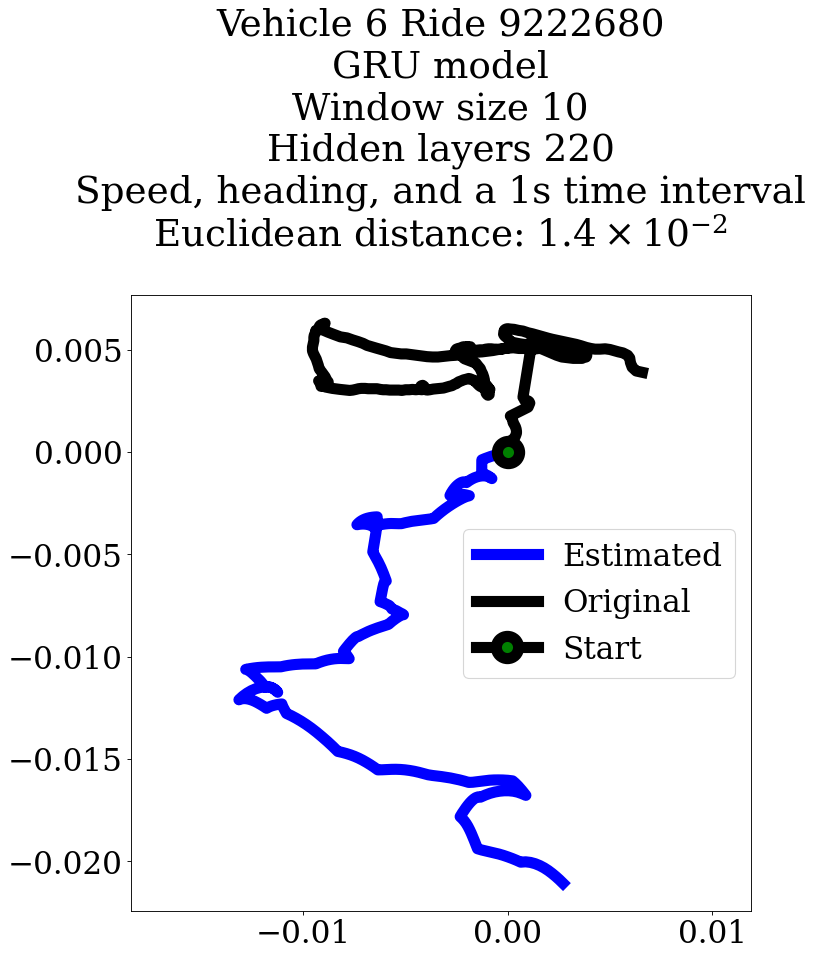 Vehicle 6 Ride 9222680
GRU model
Window size 10
Hidden layers 220
Speed, heading, and a 1s time interval
Euclidean distance: 1.4 × 10⁻²
0.005
0.000
−0.005
−0.010
−0.015
−0.020
Estimated
Original
Start
−0.01
0.00
0.01